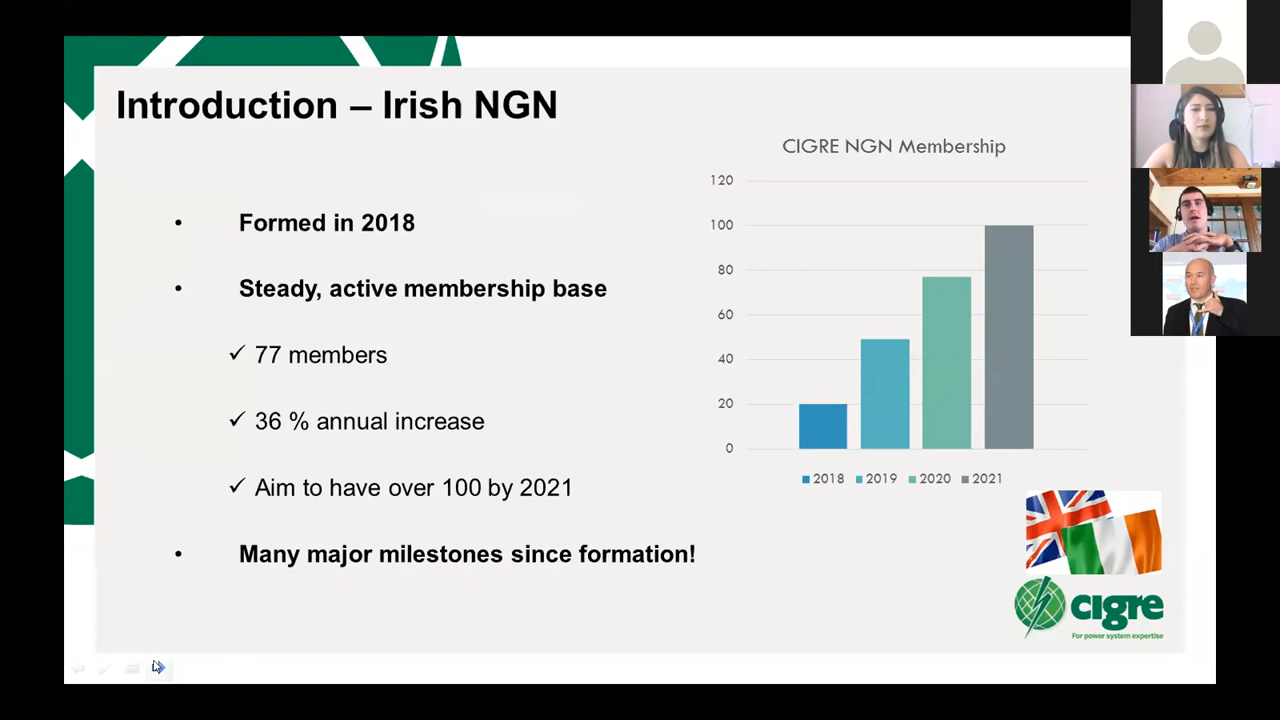 Introduction – Irish NGN
• Formed in 2018
• Steady, active membership base
✓ 77 members
✓ 36 % annual increase
✓ Aim to have over 100 by 2021
• Many major milestones since formation!
CIGRE NGN Membership
120
100
80
60
40
20
0
2018 2019 2020 2021
cigre
For power system expertise